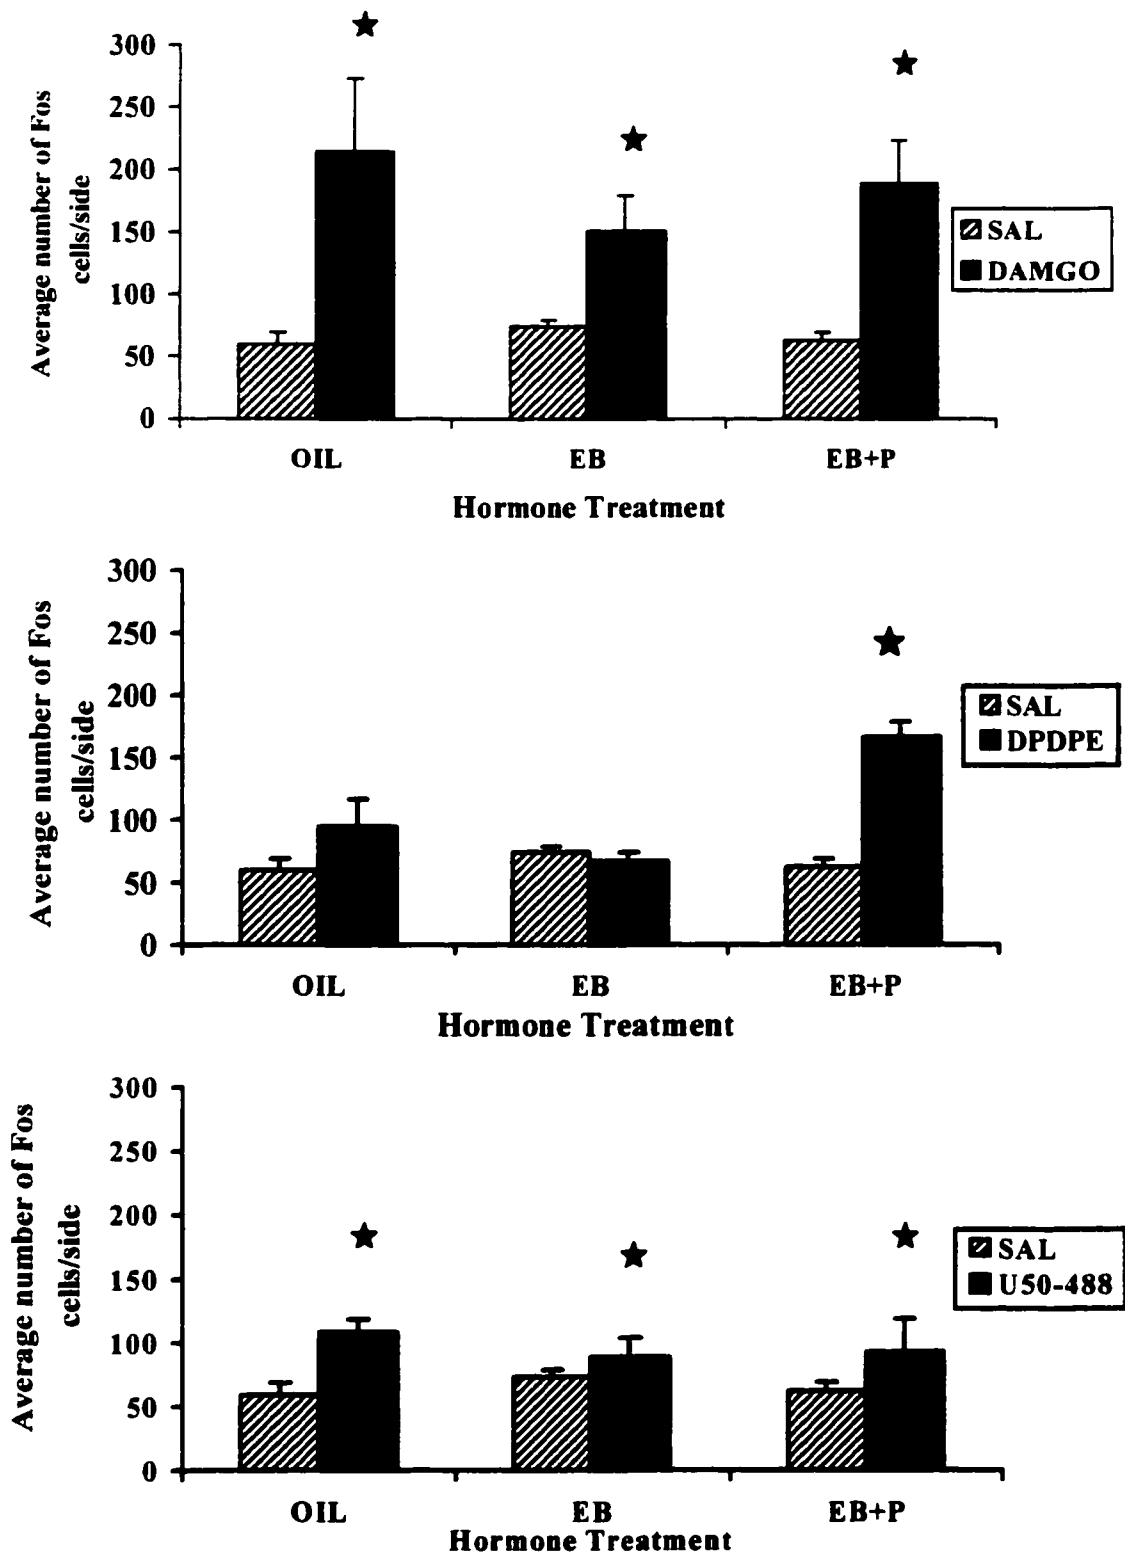 300
250
200
150
100
50
0
Average number of Fos
cells/side
SAL
DAMGO
OIL EB EB+P
Hormone Treatment
300
250
200
150
100
50
0
Average number of Fos
cells/side
SAL
DPDPE
OIL EB EB+P
Hormone Treatment
300
250
200
150
100
50
0
Average number of Fos
cells/side
SAL
U50-488
OIL EB EB+P
Hormone Treatment